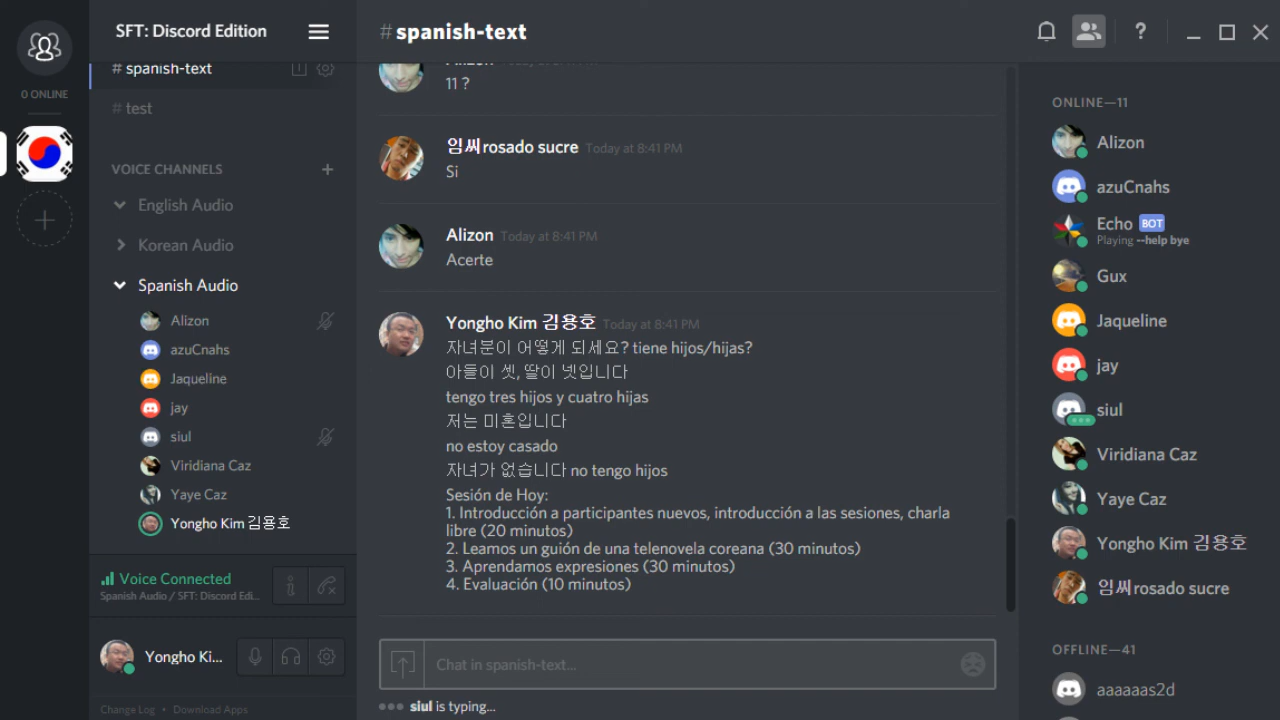 SFT: Discord Edition
# spanish-text
0 ONLINE
# spanish-text
# test
VOICE CHANNELS
English Audio
Korean Audio
Spanish Audio
Alizon
azuCnahs
Jaqueline
jay
siul
Viridiana Caz
Yaye Caz
Yongho Kim 김용호
Voice Connected
Spanish Audio / SFT: Discord Edi...
Yongho Ki...
Change Log • Download Apps
Alizon
11 ?
임씨rosado sucre Today at 8:41 PM
Si
Alizon Today at 8:41 PM
Acerte
Yongho Kim 김용호 Today at 8:41 PM
자녀분이 어떻게 되세요? tiene hijos/hijas?
아들이 셋, 딸이 넷입니다
tengo tres hijos y cuatro hijas
저는 미혼입니다
no estoy casado
자녀가 없습니다 no tengo hijos
Sesión de Hoy:
1. Introducción a participantes nuevos, introducción a las sesiones, charla
libre (20 minutos)
2. Leamos un guión de una telenovela coreana (30 minutos)
3. Aprendamos expresiones (30 minutos)
4. Evaluación (10 minutos)
Chat in spanish-text...
siul is typing...
ONLINE—11
Alizon
azuCnahs
Echo BOT
Playing --help bye
Gux
Jaqueline
jay
siul
Viridiana Caz
Yaye Caz
Yongho Kim 김용호
임씨rosado sucre
OFFLINE—41
aaaaaas2d